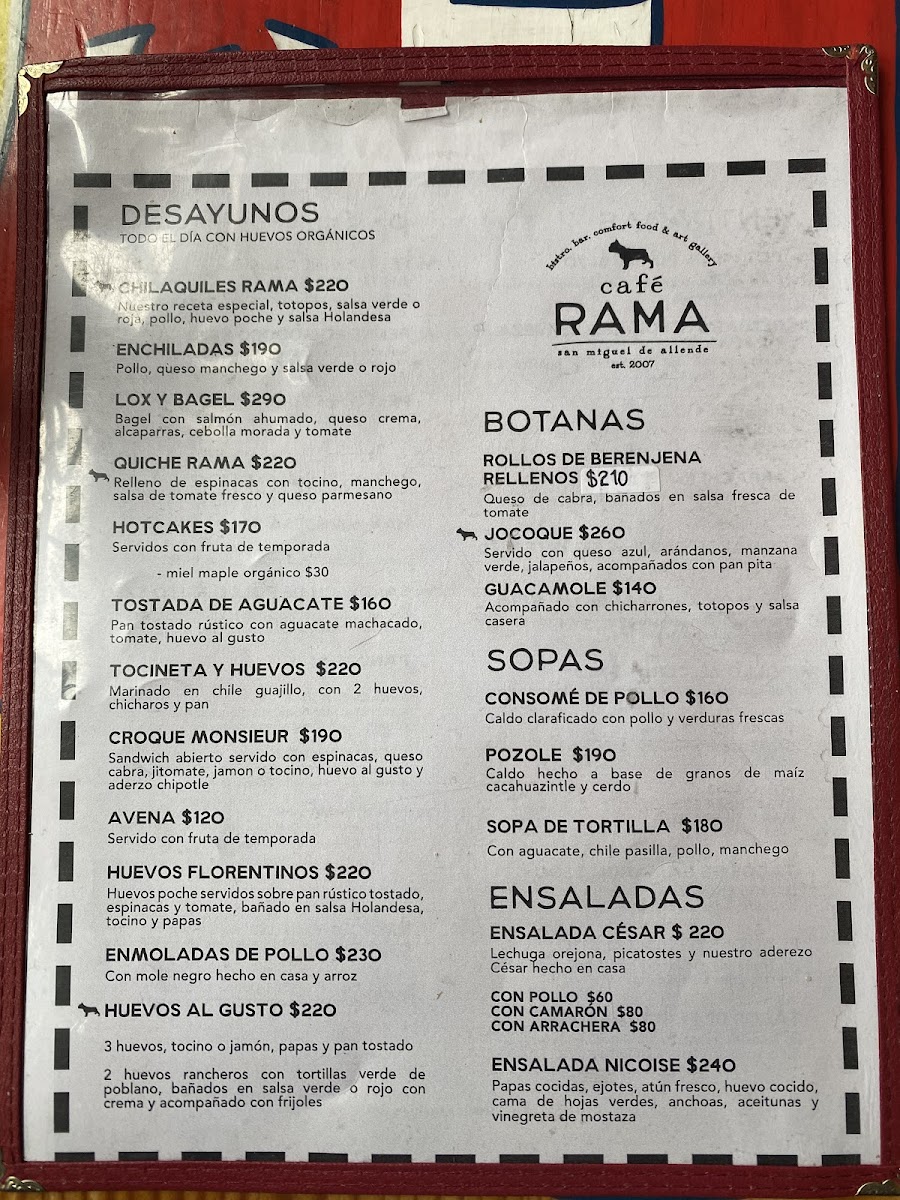 DESAYUNOS
TODO EL DÍA CON HUEVOS ORGÁNICOS
CHILAQUILES RAMA $220
Nuestro receta especial, totopos, salsa verde o
roja, pollo, huevo poche y salsa Holandesa
ENCHILADAS $190
Pollo, queso manchego y salsa verde o rojo
LOX Y BAGEL $290
Bagel con salmón ahumado, queso crema,
alcaparras, cebolla morada y tomate
QUICHE RAMA $220
Relleno de espinacas con tocino, manchego,
salsa de tomate fresco y queso parmesano
HOTCAKES $170
Servidos con fruta de temporada
- miel maple orgánico $30
TOSTADA DE AGUACATE $160
Pan tostado rústico con aguacate machacado,
tomate, huevo al gusto
TOCINETA Y HUEVOS $220
Marinado en chile guajillo, con 2 huevos,
chicharos y pan
CROQUE MONSIEUR $190
Sandwich abierto servido con espinacas, queso
cabra, jitomate, jamon o tocino, huevo al gusto y
aderzo chipotle
AVENA $120
Servido con fruta de temporada
HUEVOS FLORENTINOS $220
Huevos poche servidos sobre pan rústico tostado,
espinacas y tomate, bañado en salsa Holandesa,
tocino y papas
ENMOLADAS DE POLLO $230
Con mole negro hecho en casa y arroz
HUEVOS AL GUSTO $220
3 huevos, tocino o jamón, papas y pan tostado
2 huevos rancheros con tortillas verde de
poblano, bañados en salsa verde o rojo con
crema y acompañado con frijoles
bistro. bar. comfort food & art gallery
café
RAMA
san miguel de allende
est. 2007
BOTANAS
ROLLOS DE BERENJENA
RELLENOS $210
Queso de cabra, bañados en salsa fresca de
tomate
JOCOQUE $260
Servido con queso azul, arándanos, manzana
verde, jalapeños, acompañados con pan pita
GUACAMOLE $140
Acompañado con chicharrones, totopos y salsa
casera
SOPAS
CONSOMÉ DE POLLO $160
Caldo claraficado con pollo y verduras frescas
POZOLE $190
Caldo hecho a base de granos de maíz
cacahuazintle y cerdo
SOPA DE TORTILLA $180
Con aguacate, chile pasilla, pollo, manchego
ENSALADAS
ENSALADA CÉSAR $ 220
Lechuga orejona, picatostes y nuestro aderezo
César hecho en casa
CON POLLO $60
CON CAMARÓN $80
CON ARRACHERA $80
ENSALADA NICOISE $240
Papas cocidas, ejotes, atún fresco, huevo cocido,
cama de hojas verdes, anchoas, aceitunas y
vinegreta de mostaza